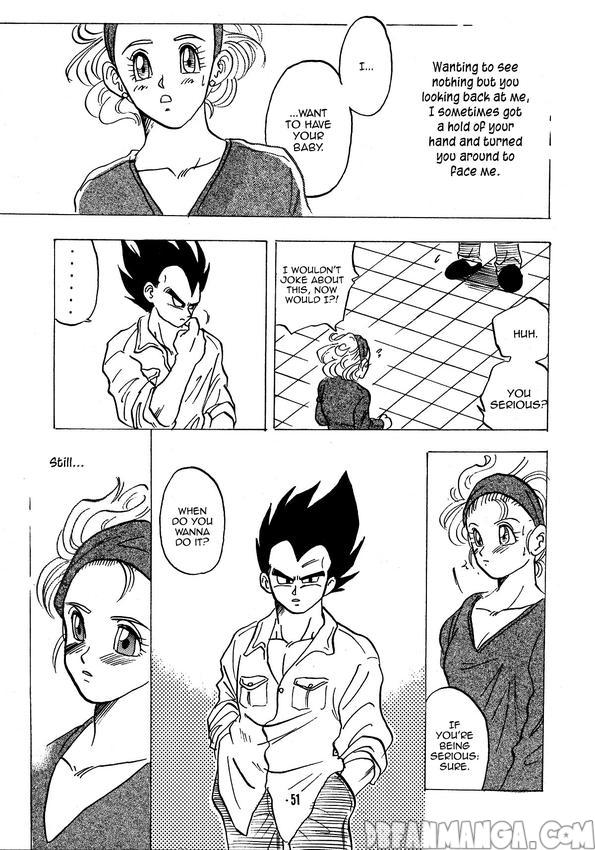 Wanting to see
nothing but you
looking back at me,
I sometimes got
a hold of your
hand and turned
you around to
face me.
I...
...WANT
TO HAVE
YOUR
BABY.
HUH.
YOU
SERIOUS?
I WOULDN'T
JOKE ABOUT
THIS, NOW
WOULD I?!
......
IF
YOU'RE
BEING
SERIOUS:
SURE.
WHEN
DO YOU
WANNA
DO IT?
Still...
• 51
DREAMMANGA.COM